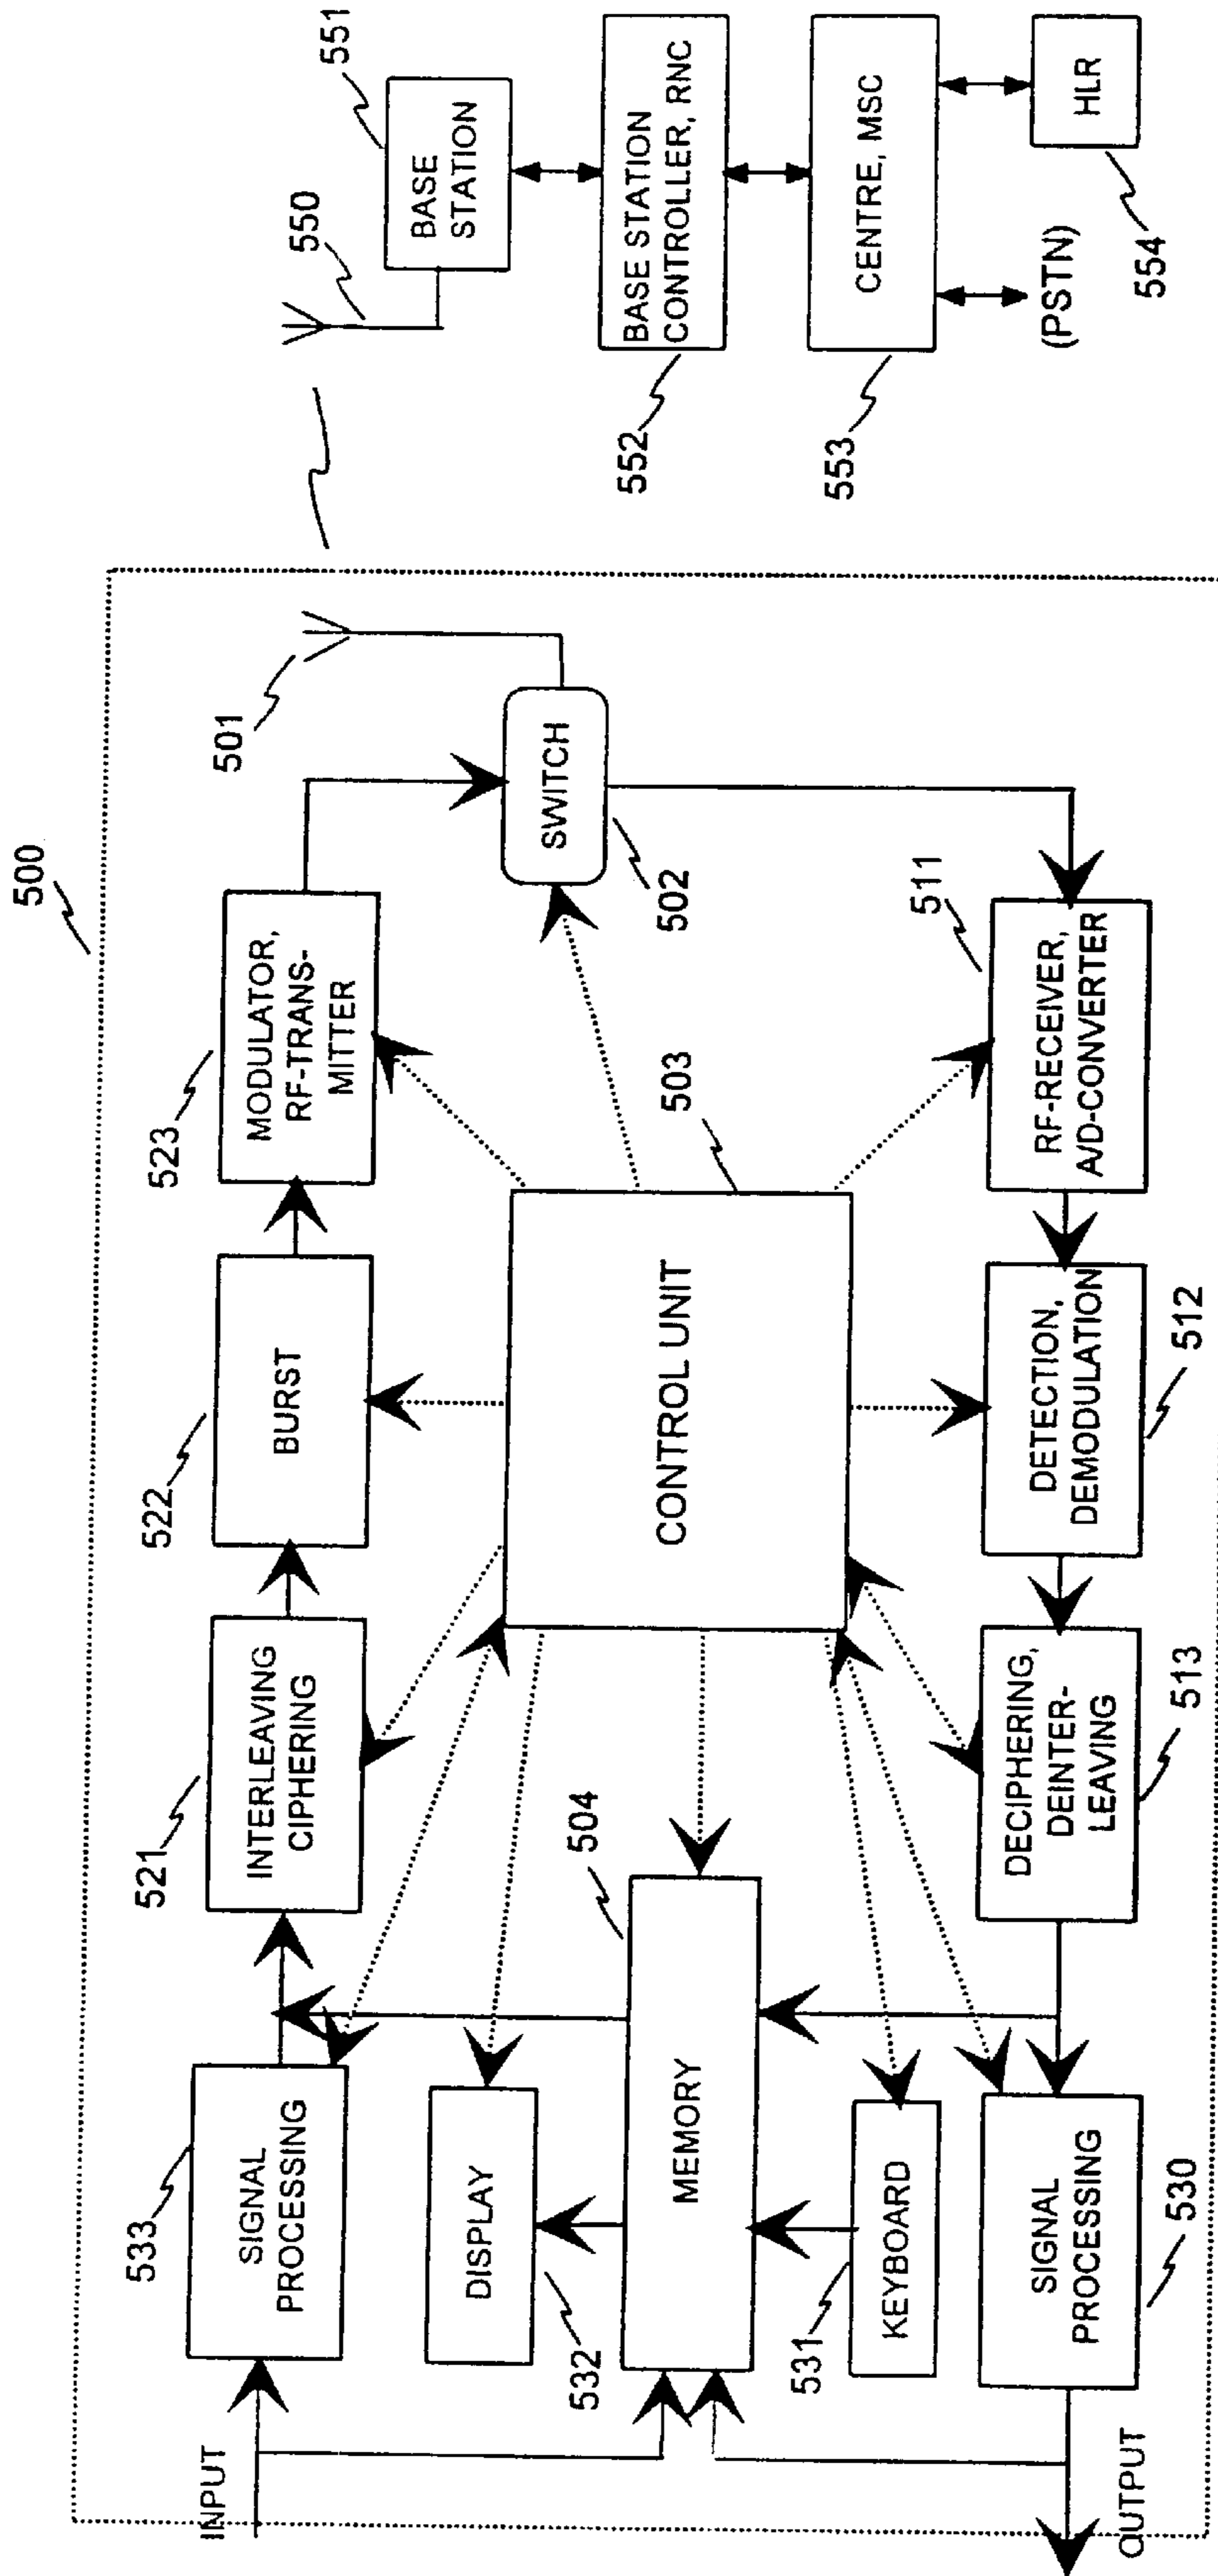 500
INPUT
533
SIGNAL
PROCESSING
521
INTERLEAVING
CIPHERING
522
BURST
523
MODULATOR,
RF-TRANS-
MITTER
501
SWITCH
502
DISPLAY
532
MEMORY
504
CONTROL UNIT
503
531
KEYBOARD
SIGNAL
PROCESSING
530
OUTPUT
DECIPHERING,
DEINTER-
LEAVING
513
DETECTION,
DEMODULATION
512
RF-RECEIVER,
A/D-CONVERTER
511
550
551
BASE
STATION
552
BASE STATION
CONTROLLER, RNC
553
CENTRE, MSC
(PSTN)
554
HLR